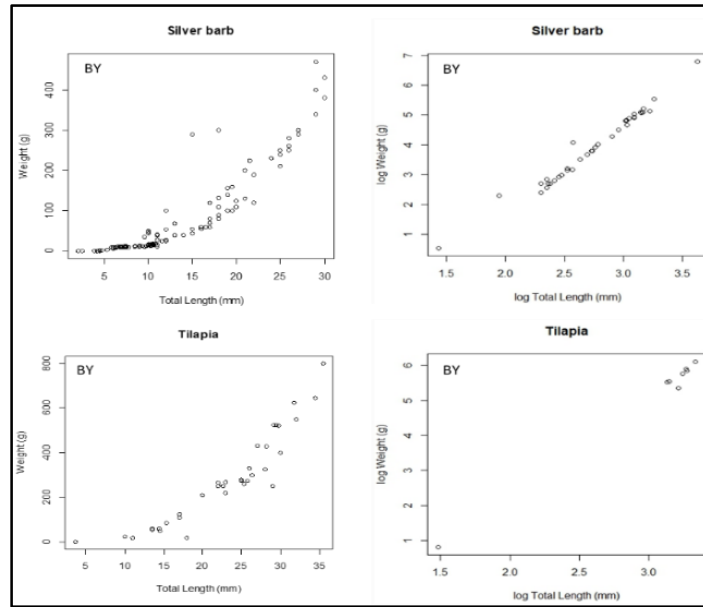 Silver barb
BY
Weight (g)
0 100 200 300 400
5 10 15 20 25 30
Total Length (mm)
Silver barb
BY
log Weight (g)
1 2 3 4 5 6 7
1.5 2.0 2.5 3.0 3.5
log Total Length (mm)
Tilapia
BY
Weight (g)
0 200 400 600 800
5 10 15 20 25 30 35
Total Length (mm)
Tilapia
BY
log Weight (g)
1 2 3 4 5 6
1.5 2.0 2.5 3.0
log Total Length (mm)